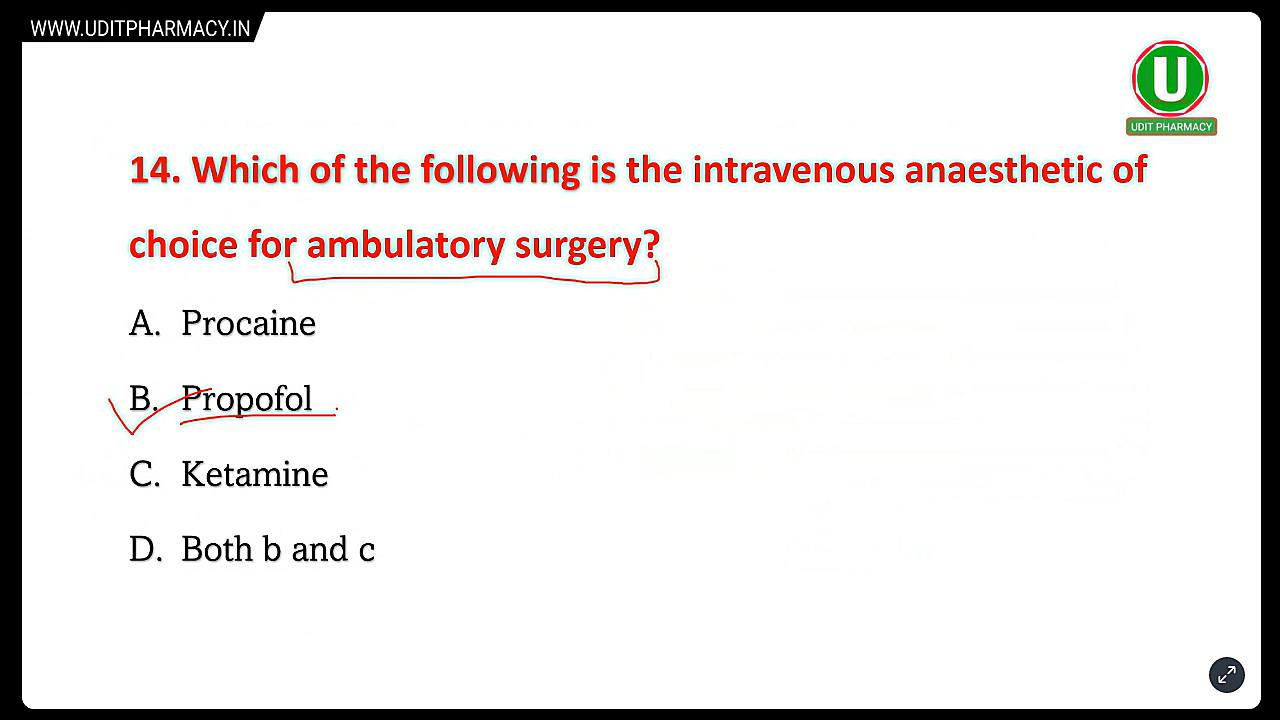 WWW.UDITPHARMACY.IN
U
UDIT PHARMACY
14. Which of the following is the intravenous anaesthetic of
choice for ambulatory surgery?
A. Procaine
B. Propofol
C. Ketamine
D. Both b and c